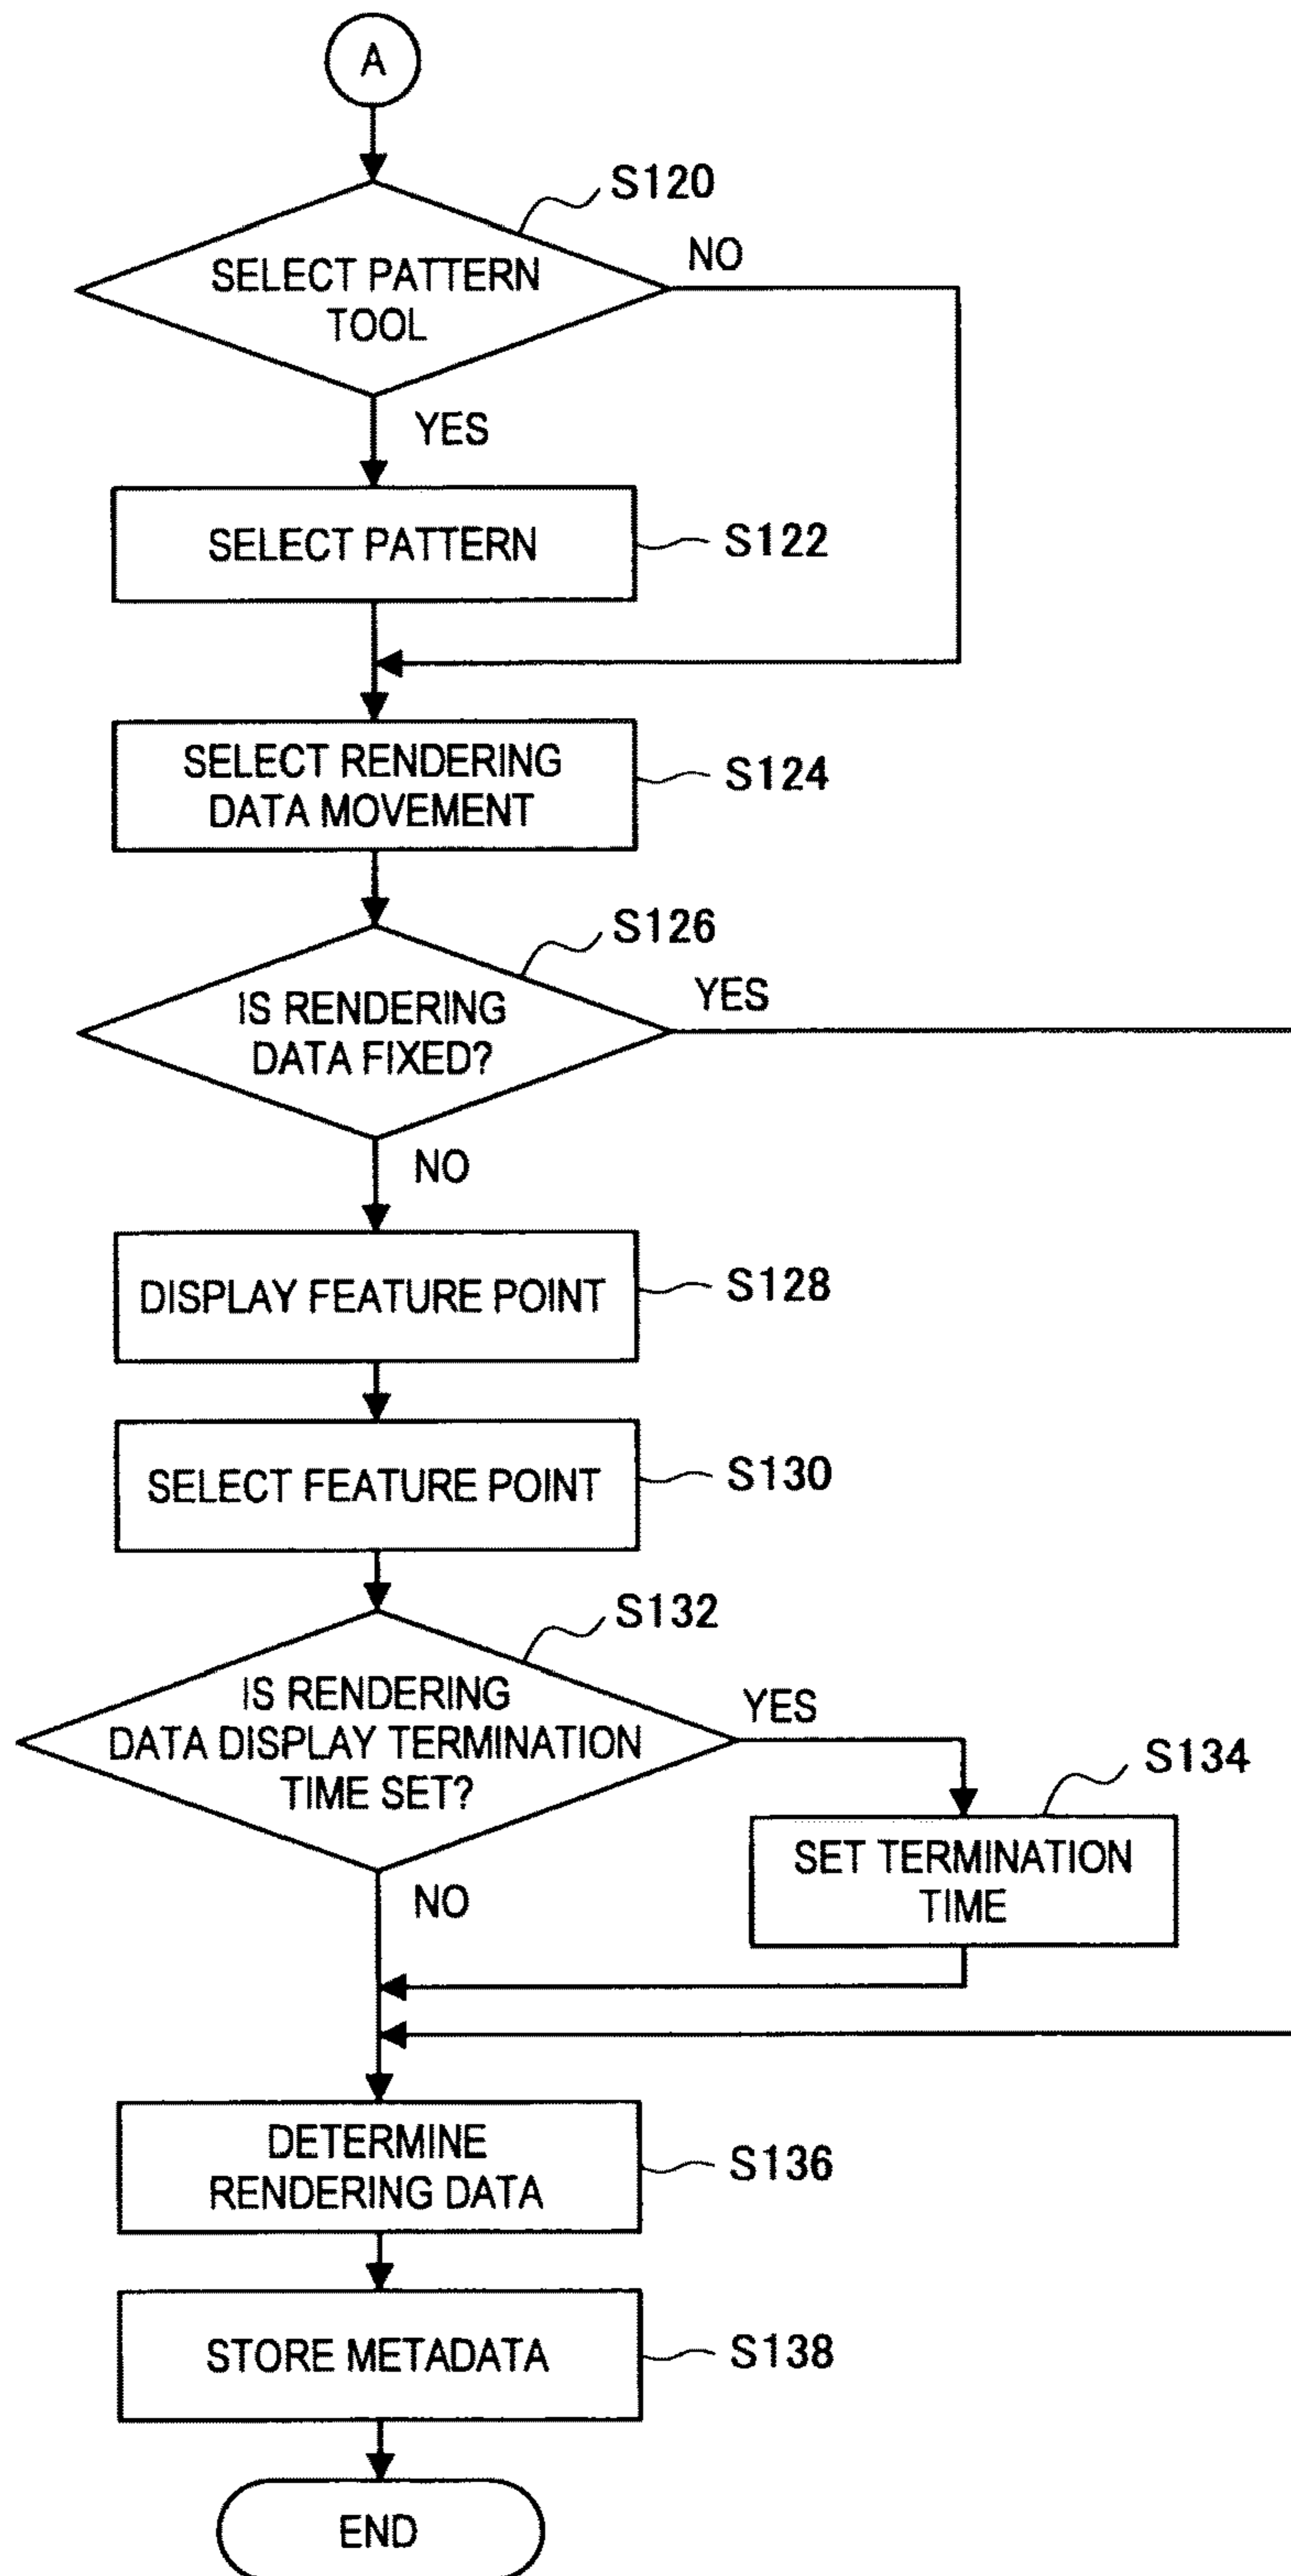 A
S120
NO
SELECT PATTERN
TOOL
YES
SELECT PATTERN
S122
SELECT RENDERING
DATA MOVEMENT
S124
S126
YES
IS RENDERING
DATA FIXED?
NO
DISPLAY FEATURE POINT
S128
SELECT FEATURE POINT
S130
S132
IS RENDERING
DATA DISPLAY TERMINATION
TIME SET?
YES
S134
SET TERMINATION
TIME
NO
DETERMINE
RENDERING DATA
S136
STORE METADATA
S138
END